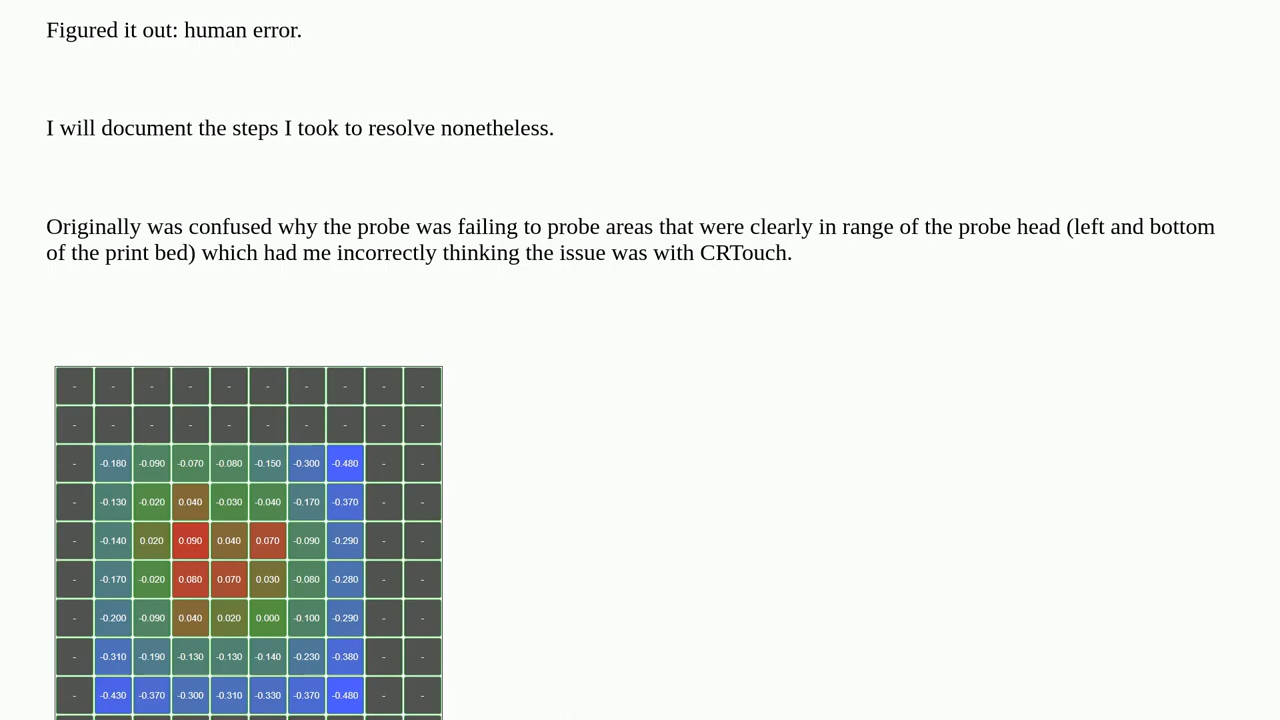 Figured it out: human error.
I will document the steps I took to resolve nonetheless.
Originally was confused why the probe was failing to probe areas that were clearly in range of the probe head (left and bottom
of the print bed) which had me incorrectly thinking the issue was with CRTouch.
- - - - - - - - - -
- - - - - - - - - -
- -0.180 -0.090 -0.070 -0.080 -0.150 -0.300 -0.480 - -
- -0.130 -0.020 0.040 -0.030 -0.040 -0.170 -0.370 - -
- -0.140 0.020 0.090 0.040 0.070 -0.090 -0.290 - -
- -0.170 -0.020 0.080 0.070 0.030 -0.080 -0.280 - -
- -0.200 -0.090 0.040 0.020 0.000 -0.100 -0.290 - -
- -0.310 -0.190 -0.130 -0.130 -0.140 -0.230 -0.380 - -
- -0.430 -0.370 -0.300 -0.310 -0.330 -0.370 -0.480 - -